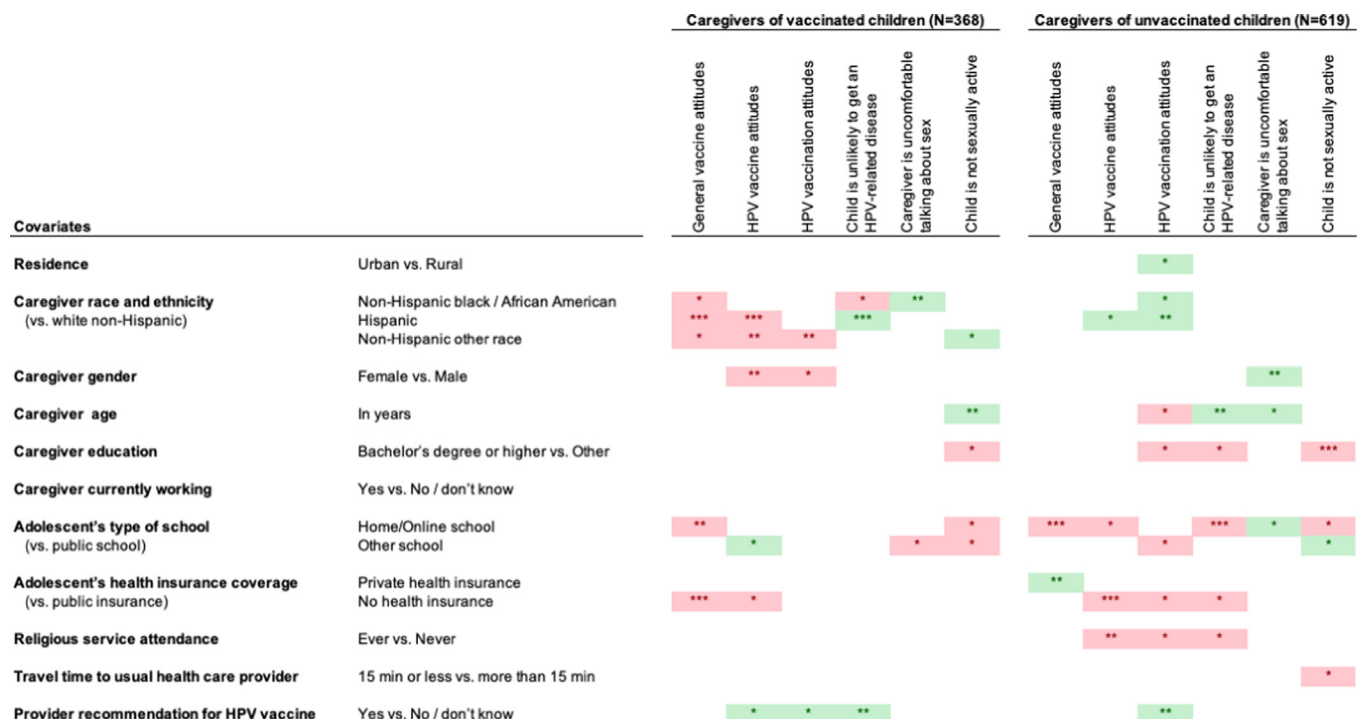 Caregivers of vaccinated children (N=368) Caregivers of unvaccinated children (N=619)
Covariates
General vaccine attitudes
HPV vaccine attitudes
HPV vaccination attitudes
Child is unlikely to get an
HPV-related disease
Caregiver is uncomfortable
talking about sex
Child is not sexually active
General vaccine attitudes
HPV vaccine attitudes
HPV vaccination attitudes
Child is unlikely to get an
HPV-related disease
Caregiver is uncomfortable
talking about sex
Child is not sexually active
Residence Urban vs. Rural *
Caregiver race and ethnicity Non-Hispanic black / African American * * ** *
(vs. white non-Hispanic) Hispanic *** *** *** * **
Non-Hispanic other race * ** ** *
Caregiver gender Female vs. Male ** * **
Caregiver age In years ** * ** *
Caregiver education Bachelor's degree or higher vs. Other * * * ***
Caregiver currently working Yes vs. No / don't know
Adolescent's type of school Home/Online school ** * *** * *** * *
(vs. public school) Other school * * * * *
Adolescent's health insurance coverage Private health insurance **
(vs. public insurance) No health insurance *** * *** * *
Religious service attendance Ever vs. Never ** * *
Travel time to usual health care provider 15 min or less vs. more than 15 min *
Provider recommendation for HPV vaccine Yes vs. No / don't know * * ** **